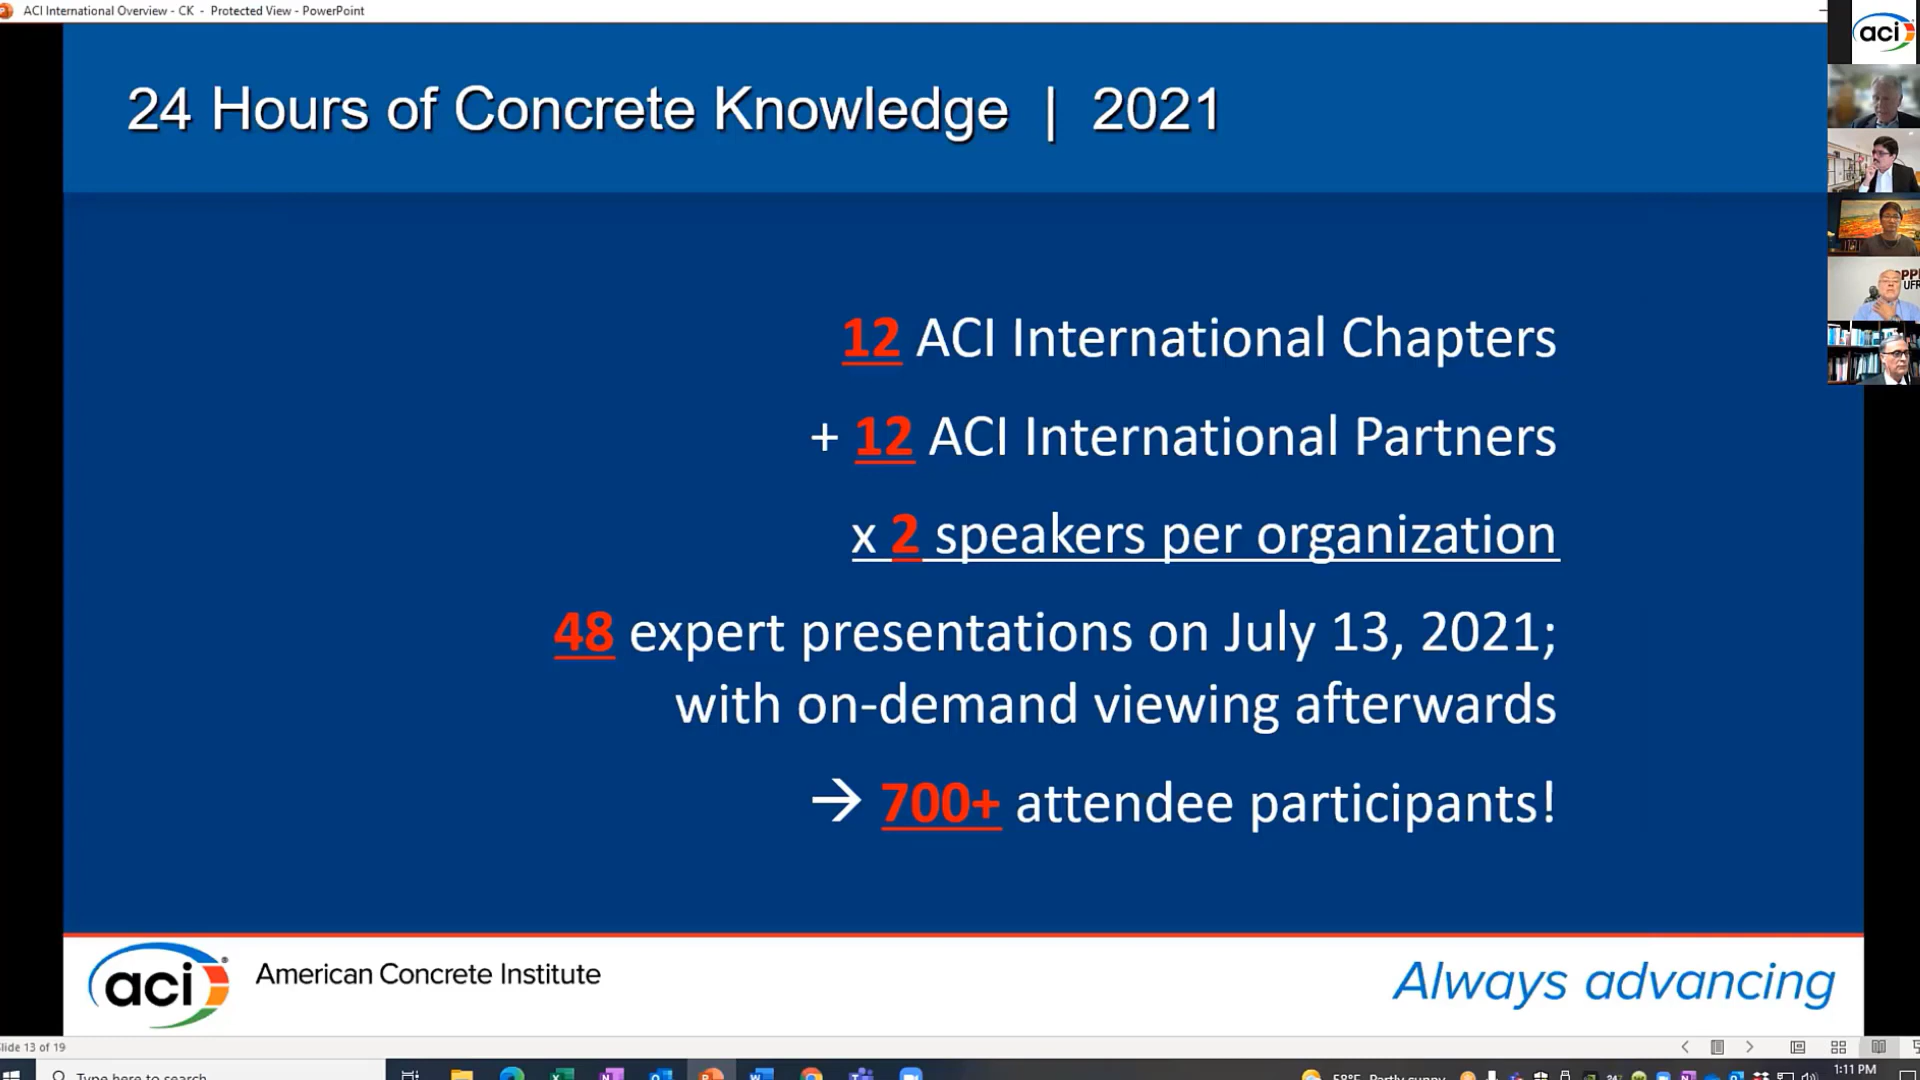 ACI International Overview - CK - Protected View - PowerPoint
aci
24 Hours of Concrete Knowledge | 2021
12 ACI International Chapters
+ 12 ACI International Partners
x 2 speakers per organization
48 expert presentations on July 13, 2021;
with on-demand viewing afterwards
→ 700+ attendee participants!
aci® American Concrete Institute
Always advancing
lide 13 of 19
Type here to search
58°F Partly sunny
1:11 PM